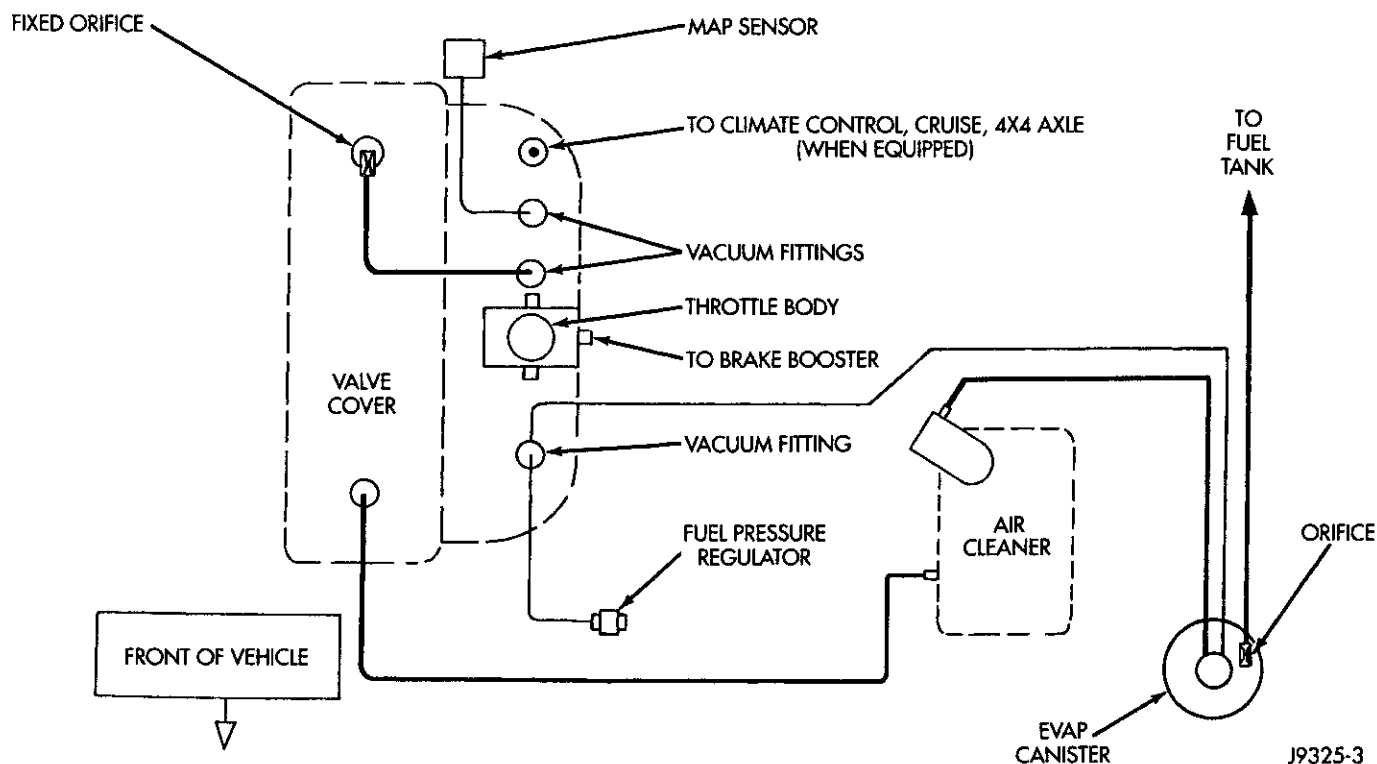 FIXED ORIFICE
MAP SENSOR
TO CLIMATE CONTROL, CRUISE, 4X4 AXLE
(WHEN EQUIPPED)
TO
FUEL
TANK
VACUUM FITTINGS
THROTTLE BODY
TO BRAKE BOOSTER
VALVE
COVER
VACUUM FITTING
AIR
CLEANER
FUEL PRESSURE
REGULATOR
ORIFICE
FRONT OF VEHICLE
EVAP
CANISTER
J9325-3